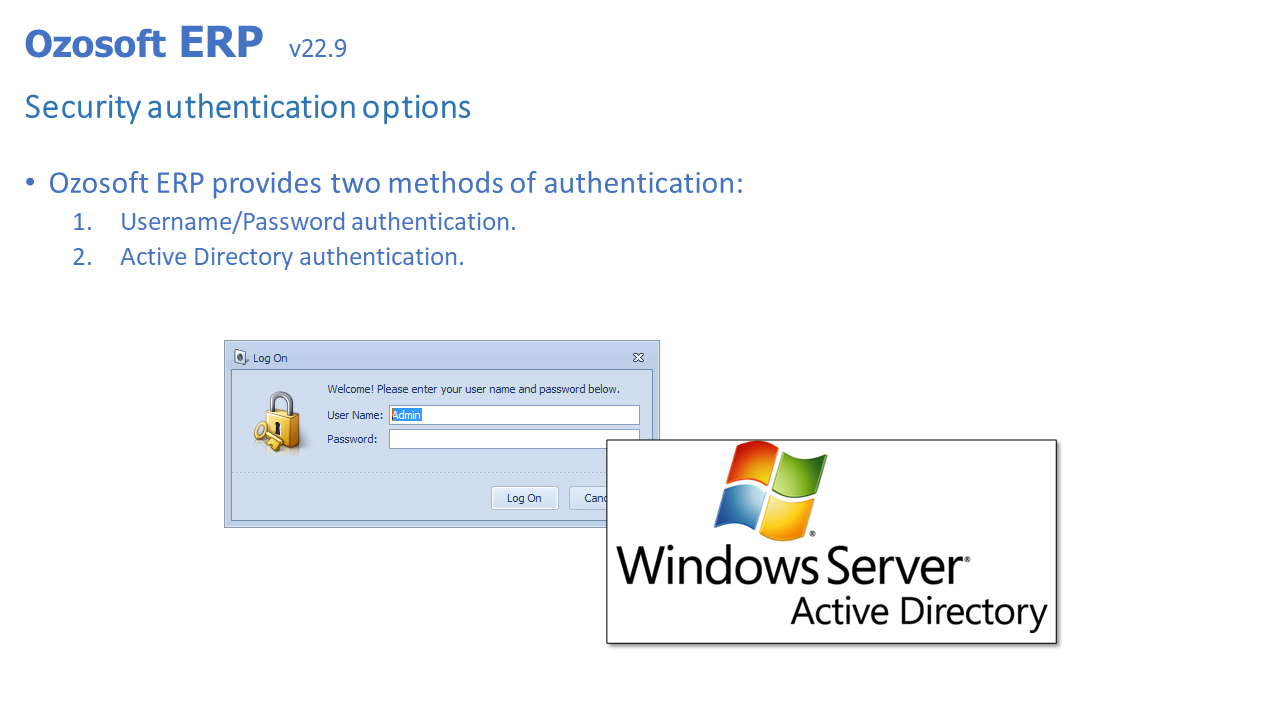 Ozosoft ERP v22.9
Security authentication options
• Ozosoft ERP provides two methods of authentication:
1. Username/Password authentication.
2. Active Directory authentication.
Log On
Welcome! Please enter your user name and password below.
User Name: Admin
Password:
Log On
Windows Server®
Active Directory